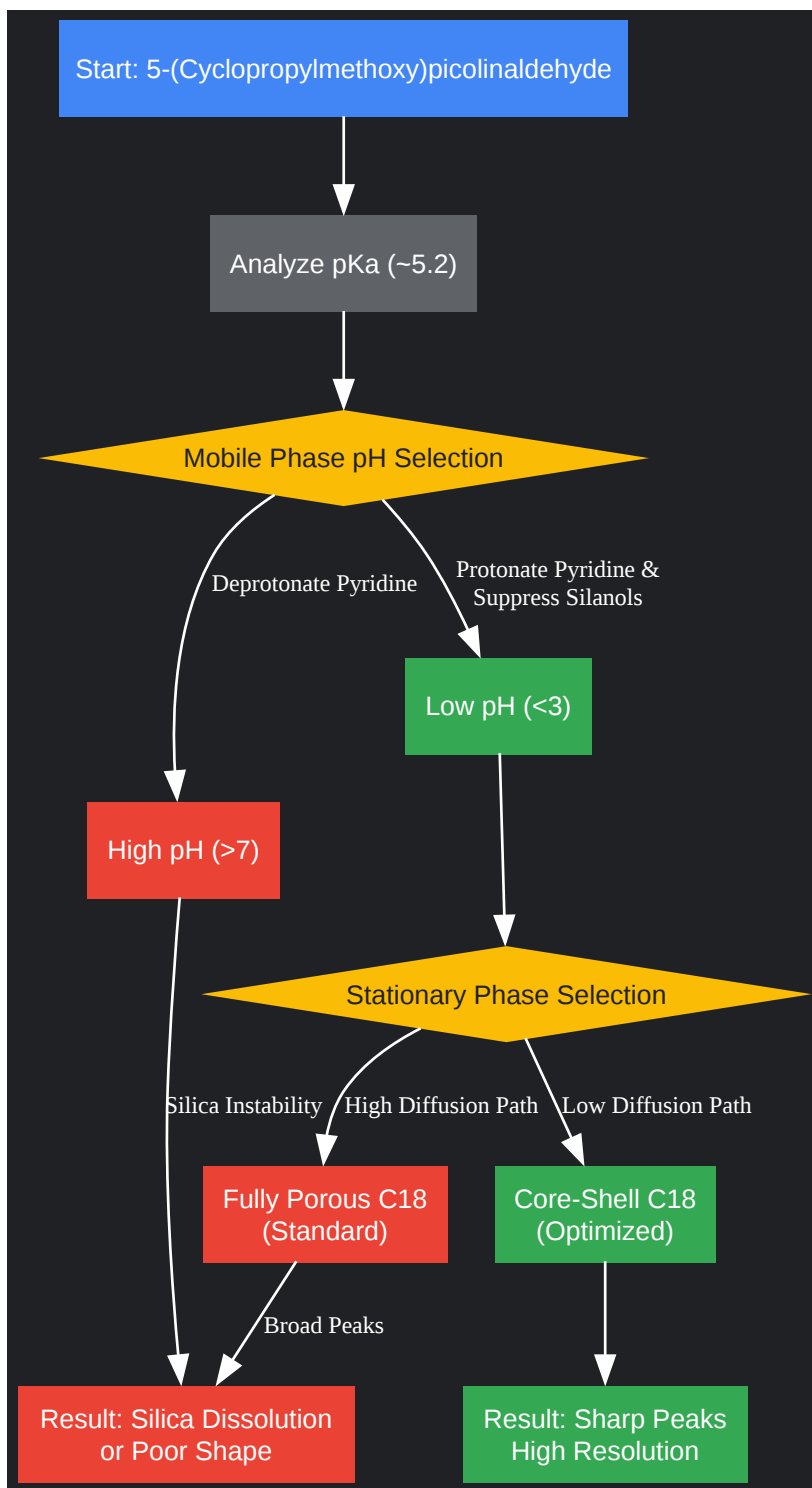 Start: 5-(Cyclopropylmethoxy)picolinaldehyde
Analyze pKa (~5.2)
Mobile Phase pH Selection
Deprotonate Pyridine
Protonate Pyridine &
Suppress Silanols
Low pH (<3)
High pH (>7)
Stationary Phase Selection
Silica Instability
High Diffusion Path
Low Diffusion Path
Fully Porous C18
(Standard)
Core-Shell C18
(Optimized)
Broad Peaks
Result: Silica Dissolution
or Poor Shape
Result: Sharp Peaks
High Resolution